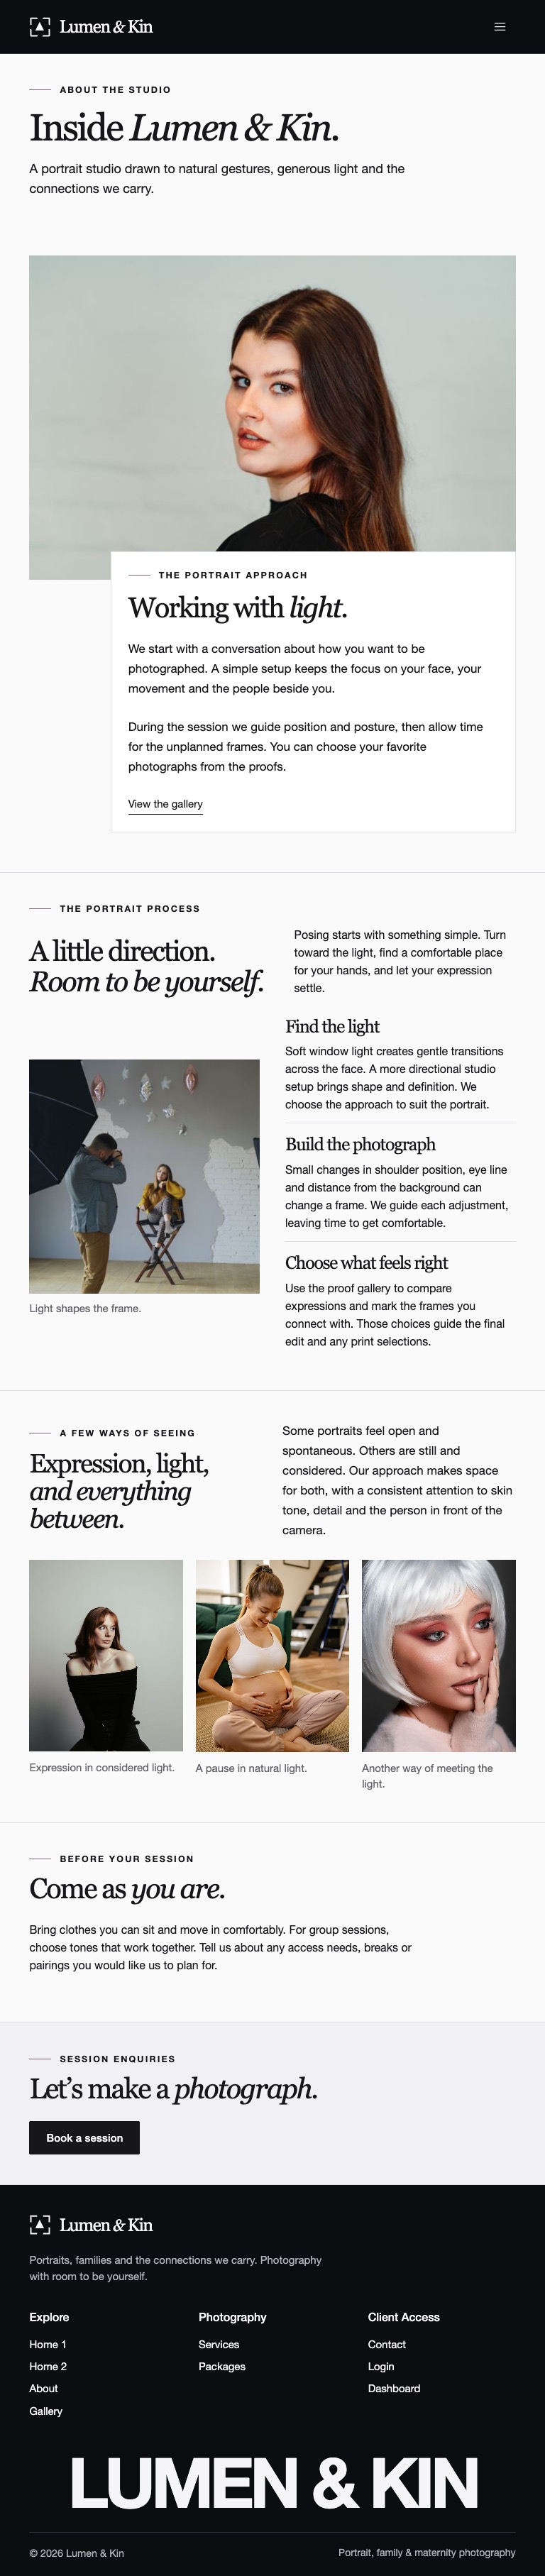 Lumen & Kin
ABOUT THE STUDIO
Inside Lumen & Kin.
A portrait studio drawn to natural gestures, generous light and the
connections we carry.
THE PORTRAIT APPROACH
Working with light.
We start with a conversation about how you want to be
photographed. A simple setup keeps the focus on your face, your
movement and the people beside you.
During the session we guide position and posture, then allow time
for the unplanned frames. You can choose your favorite
photographs from the proofs.
View the gallery
THE PORTRAIT PROCESS
A little direction.
Room to be yourself.
Posing starts with something simple. Turn
toward the light, find a comfortable place
for your hands, and let your expression
settle.
Light shapes the frame.
Find the light
Soft window light creates gentle transitions
across the face. A more directional studio
setup brings shape and definition. We
choose the approach to suit the portrait.
Build the photograph
Small changes in shoulder position, eye line
and distance from the background can
change a frame. We guide each adjustment,
leaving time to get comfortable.
Choose what feels right
Use the proof gallery to compare
expressions and mark the frames you
connect with. Those choices guide the final
edit and any print selections.
A FEW WAYS OF SEEING
Expression, light,
and everything
between.
Some portraits feel open and
spontaneous. Others are still and
considered. Our approach makes space
for both, with a consistent attention to skin
tone, detail and the person in front of the
camera.
Expression in considered light.
A pause in natural light.
Another way of meeting the
light.
BEFORE YOUR SESSION
Come as you are.
Bring clothes you can sit and move in comfortably. For group sessions,
choose tones that work together. Tell us about any access needs, breaks or
pairings you would like us to plan for.
SESSION ENQUIRIES
Let’s make a photograph.
Book a session
Lumen & Kin
Portraits, families and the connections we carry. Photography
with room to be yourself.
Explore
Home 1
Home 2
About
Gallery
Photography
Services
Packages
Client Access
Contact
Login
Dashboard
LUMEN & KIN
© 2026 Lumen & Kin
Portrait, family & maternity photography